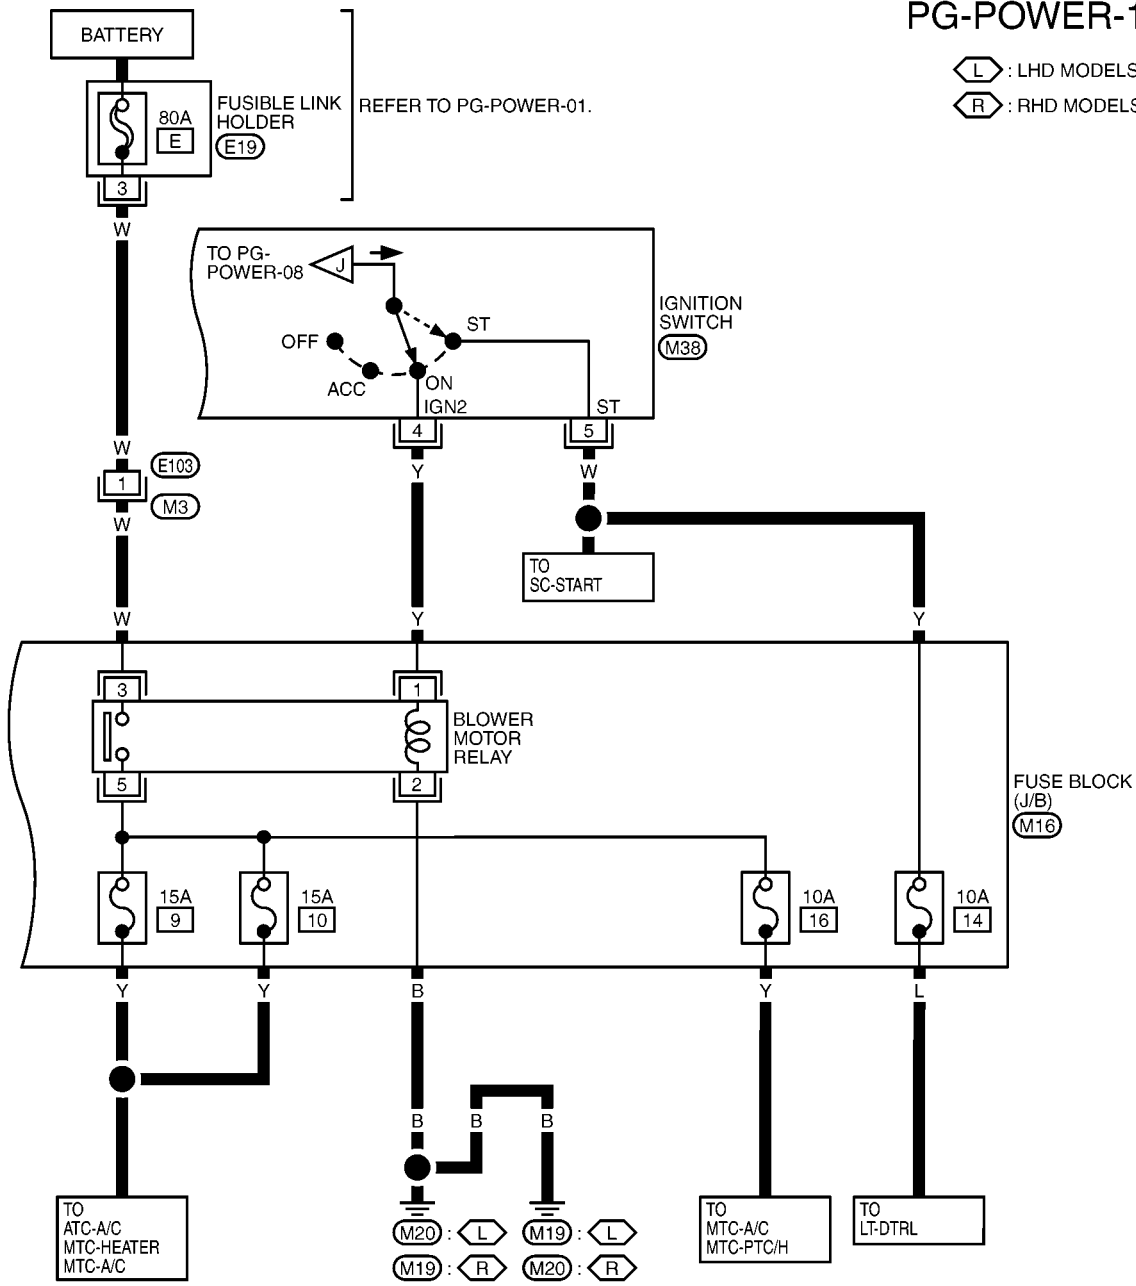 PG-POWER-1
BATTERY
L : LHD MODELS
R : RHD MODELS
FUSIBLE LINK
HOLDER
E19
80A
E
REFER TO PG-POWER-01.
3
W
TO PG-
POWER-08
J
IGNITION
SWITCH
M38
ST
OFF
ACC
ON
IGN2
ST
4
5
W
E103
1
M3
W
Y
W
TO
SC-START
W
Y
Y
3
1
BLOWER
MOTOR
RELAY
5
2
FUSE BLOCK
(J/B)
M16
15A
9
15A
10
10A
16
10A
14
Y
Y
B
Y
L
B
B
B
TO
ATC-A/C
MTC-HEATER
MTC-A/C
M20 : L
M19 : L
M19 : R
M20 : R
TO
MTC-A/C
MTC-PTC/H
TO
LT-DTRL